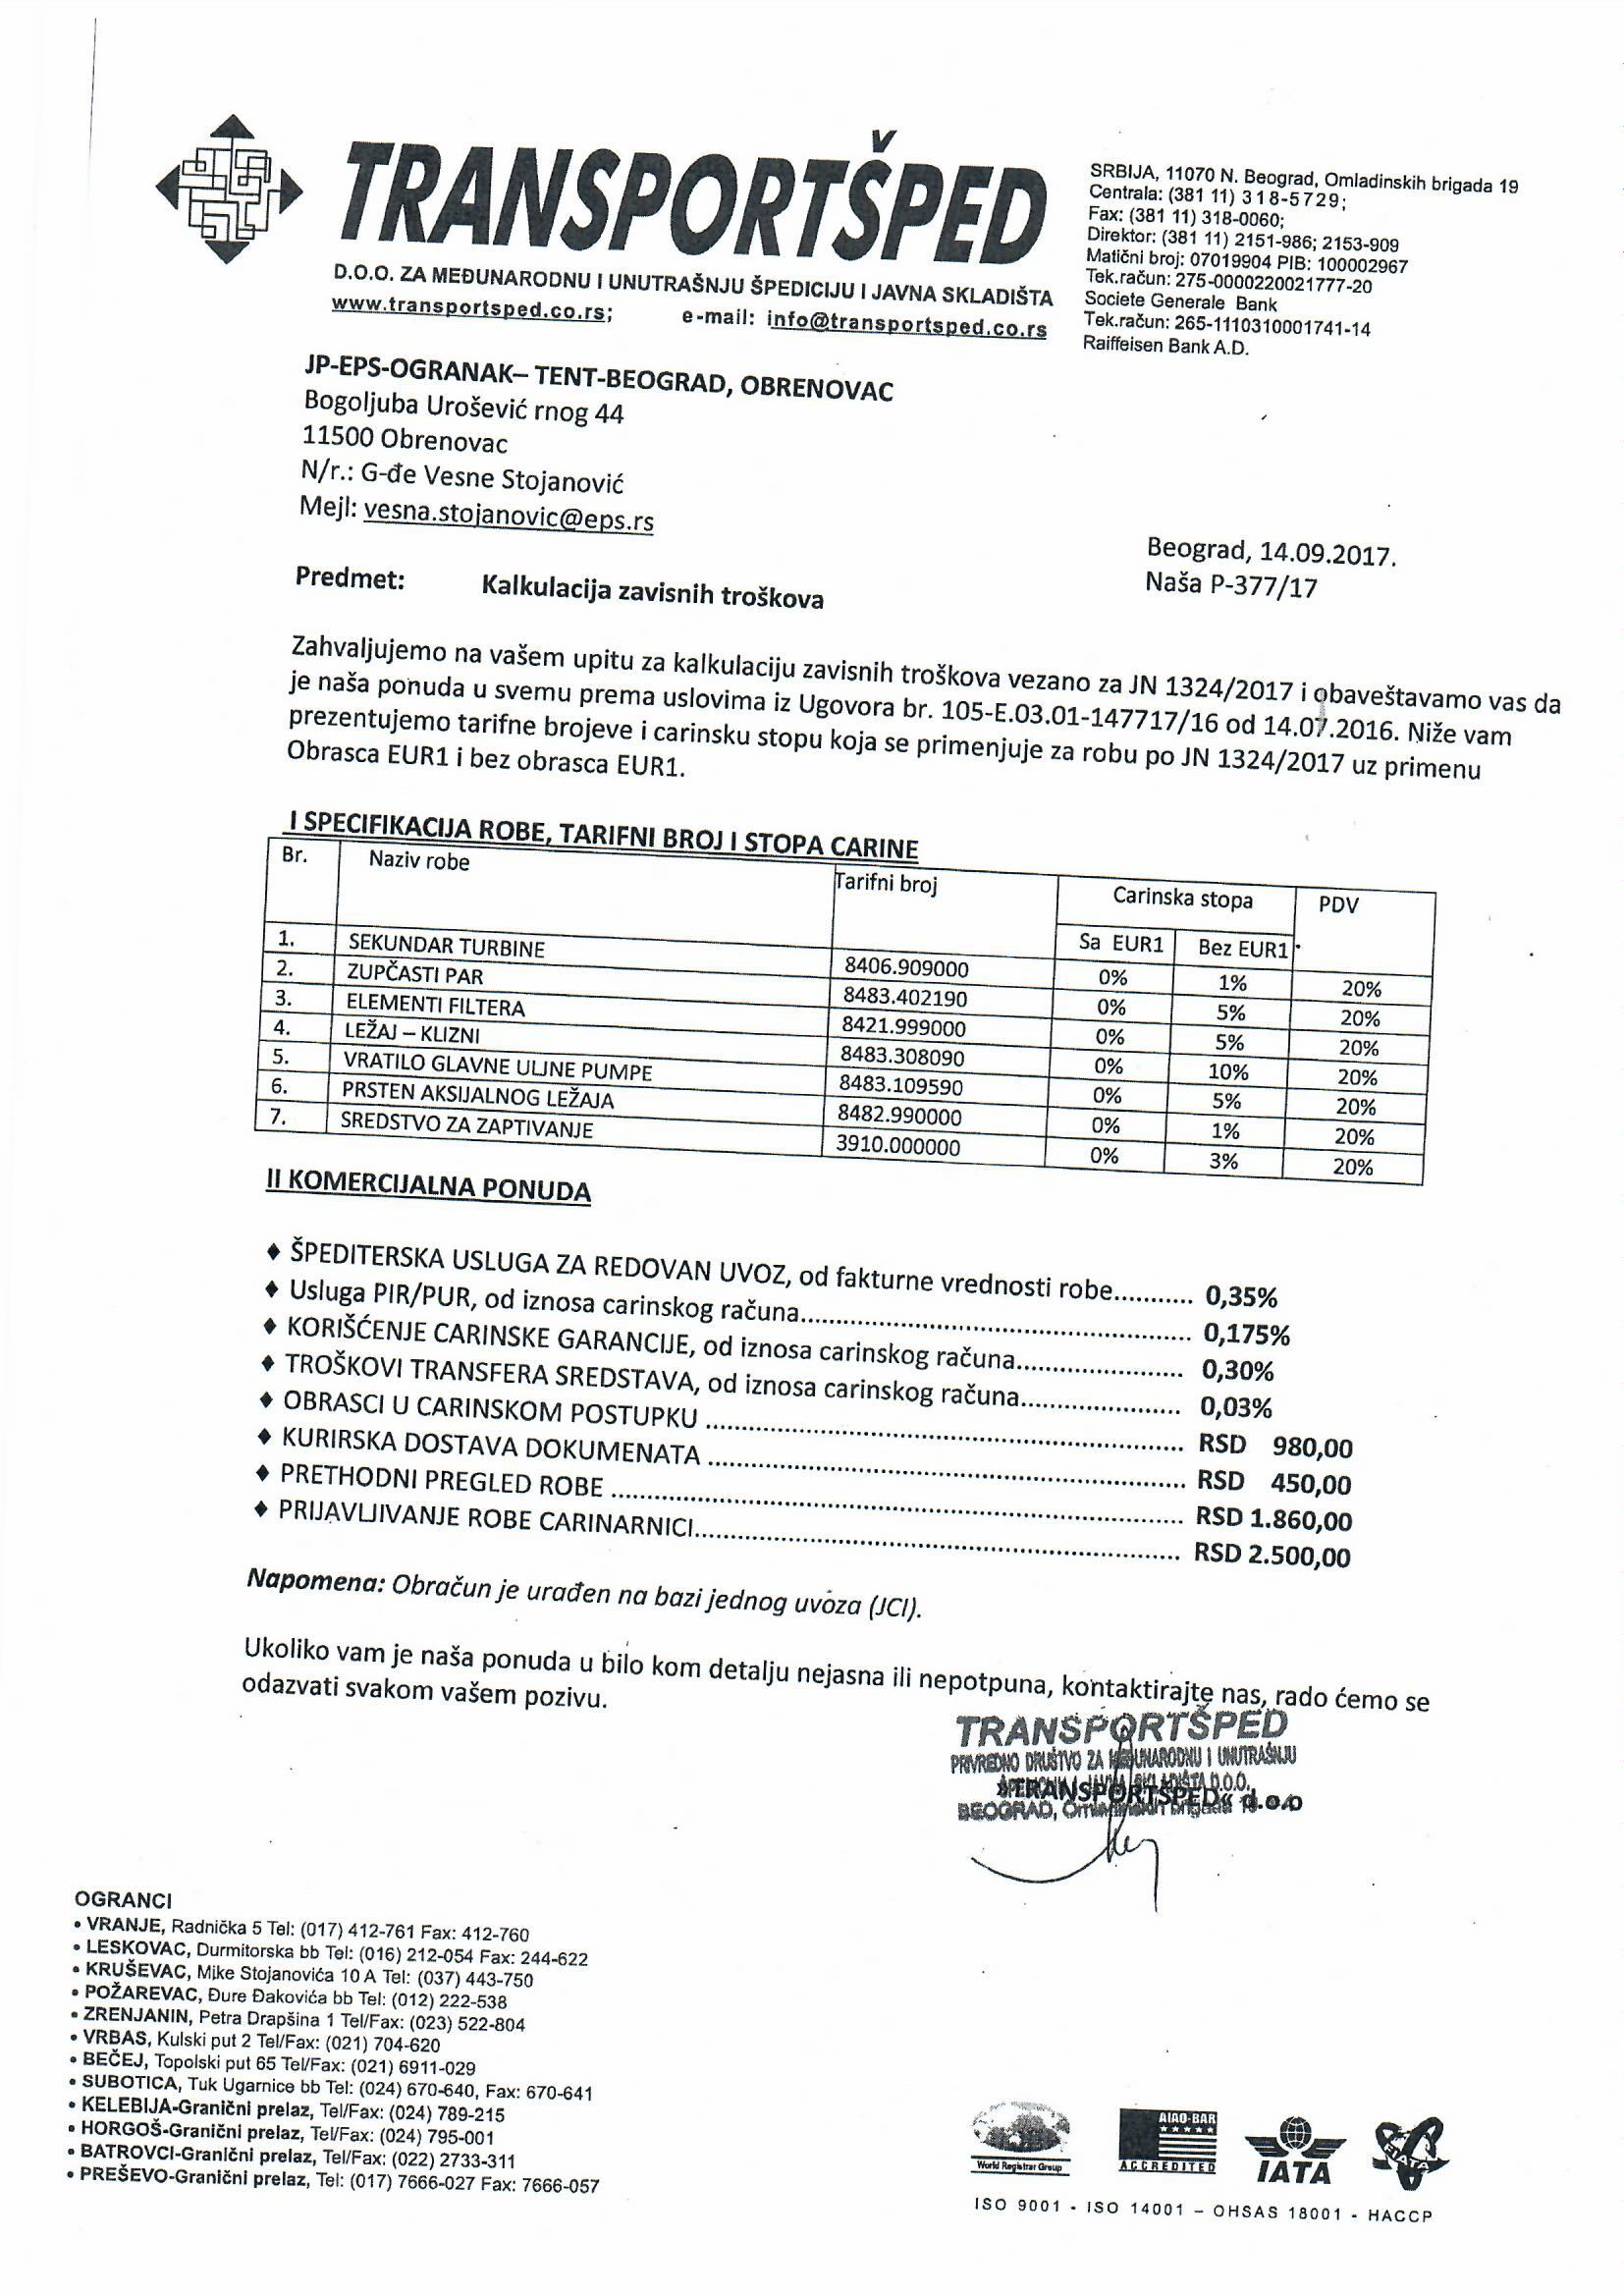 TRANSPORTŠPED
D.O.O. ZA MEĐUNARODNU I UNUTRAŠNJU ŠPEDICIJU I JAVNA SKLADIŠTA
www.transportsped.co.rs; e-mail: info@transportsped.co.rs
SRBIJA, 11070 N. Beograd, Omladinskih brigada 19
Centrala: (381 11) 318-5729;
Fax: (381 11) 318-0060;
Direktor: (381 11) 2151-986; 2153-909
Matični broj: 07019904 PIB: 100002967
Tek.račun: 275-0000220021777-20
Societe Generale Bank
Tek.račun: 265-1110310001741-14
Raiffeisen Bank A.D.
JP-EPS-OGRANAK– TENT-BEOGRAD, OBRENOVAC
Bogoljuba Urošević rnog 44
11500 Obrenovac
N/r.: G-đe Vesne Stojanović
Mejl: vesna.stojanovic@eps.rs
Beograd, 14.09.2017.
Naša P-377/17
Predmet: Kalkulacija zavisnih troškova
Zahvaljujemo na vašem upitu za kalkulaciju zavisnih troškova vezano za JN 1324/2017 i obaveštavamo vas da
je naša ponuda u svemu prema uslovima iz Ugovora br. 105-E.03.01-147717/16 od 14.07.2016. Niže vam
prezentujemo tarifne brojeve i carinsku stopu koja se primenjuje za robu po JN 1324/2017 uz primenu
Obrasca EUR1 i bez obrasca EUR1.
I SPECIFIKACIJA ROBE, TARIFNI BROJ I STOPA CARINE
Br. Naziv robe Tarifni broj Carinska stopa PDV
Sa EUR1 Bez EUR1
1. SEKUNDAR TURBINE 8406.909000 0% 1% 20%
2. ZUPČASTI PAR 8483.402190 0% 5% 20%
3. ELEMENTI FILTERA 8421.999000 0% 5% 20%
4. LEŽAJ – KLIZNI 8483.308090 0% 10% 20%
5. VRATILO GLAVNE ULJNE PUMPE 8483.109590 0% 5% 20%
6. PRSTEN AKSIJALNOG LEŽAJA 8482.990000 0% 1% 20%
7. SREDSTVO ZA ZAPTIVANJE 3910.000000 0% 3% 20%
II KOMERCIJALNA PONUDA
♦ ŠPEDITERSKA USLUGA ZA REDOVAN UVOZ, od fakturne vrednosti robe........... 0,35%
♦ Usluga PIR/PUR, od iznosa carinskog računa........................................................... 0,175%
♦ KORIŠĆENJE CARINSKE GARANCIJE, od iznosa carinskog računa......................... 0,30%
♦ TROŠKOVI TRANSFERA SREDSTAVA, od iznosa carinskog računa........................ 0,03%
♦ OBRASCI U CARINSKOM POSTUPKU ........................................................................ RSD 980,00
♦ KURIRSKA DOSTAVA DOKUMENATA ........................................................................ RSD 450,00
♦ PRETHODNI PREGLED ROBE ...................................................................................... RSD 1.860,00
♦ PRIJAVLJIVANJE ROBE CARINARNICI......................................................................... RSD 2.500,00
Napomena: Obračun je urađen na bazi jednog uvoza (JCI).
Ukoliko vam je naša ponuda u bilo kom detalju nejasna ili nepotpuna, kontaktirajte nas, rado ćemo se
odazvati svakom vašem pozivu.
TRANSPORTŠPED
PRIVREDNO DRUŠTVO ZA MEĐUNARODNU I UNUTRAŠNJU
»TRANSPORTŠPED« d.o.o
BEOGRAD, Omladinskih brigada
OGRANCI
• VRANJE, Radnička 5 Tel: (017) 412-761 Fax: 412-760
• LESKOVAC, Durmitorska bb Tel: (016) 212-054 Fax: 244-622
• KRUŠEVAC, Mike Stojanovića 10 A Tel: (037) 443-750
• POŽAREVAC, Đure Đakovića bb Tel: (012) 222-538
• ZRENJANIN, Petra Drapšina 1 Tel/Fax: (023) 522-804
• VRBAS, Kulski put 2 Tel/Fax: (021) 704-620
• BEČEJ, Topolski put 65 Tel/Fax: (021) 6911-029
• SUBOTICA, Tuk Ugarnice bb Tel: (024) 670-640, Fax: 670-641
• KELEBIJA-Granični prelaz, Tel/Fax: (024) 789-215
• HORGOŠ-Granični prelaz, Tel/Fax: (024) 795-001
• BATROVCI-Granični prelaz, Tel/Fax: (022) 2733-311
• PREŠEVO-Granični prelaz, Tel: (017) 7666-027 Fax: 7666-057
World Registrar Group
AIAO-BAR
ACCREDITED
IATA
FIATA
ISO 9001 - ISO 14001 – OHSAS 18001 - HACCP